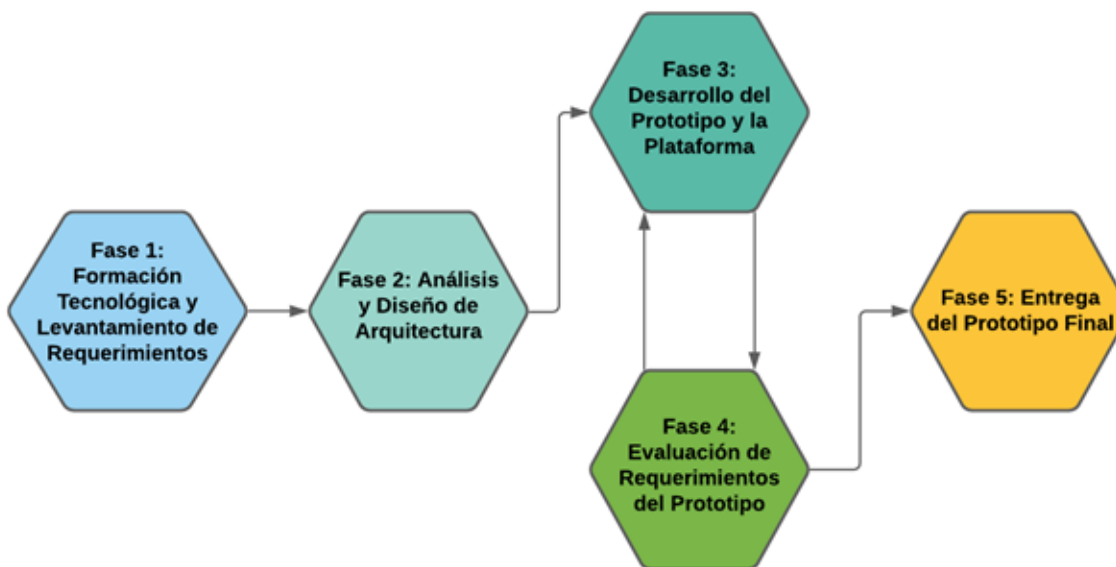 Fase 1:
Formación
Tecnológica y
Levantamiento de
Requerimientos
Fase 2: Análisis
y Diseño de
Arquitectura
Fase 3:
Desarrollo del
Prototipo y la
Plataforma
Fase 4:
Evaluación de
Requerimientos
del Prototipo
Fase 5: Entrega
del Prototipo Final